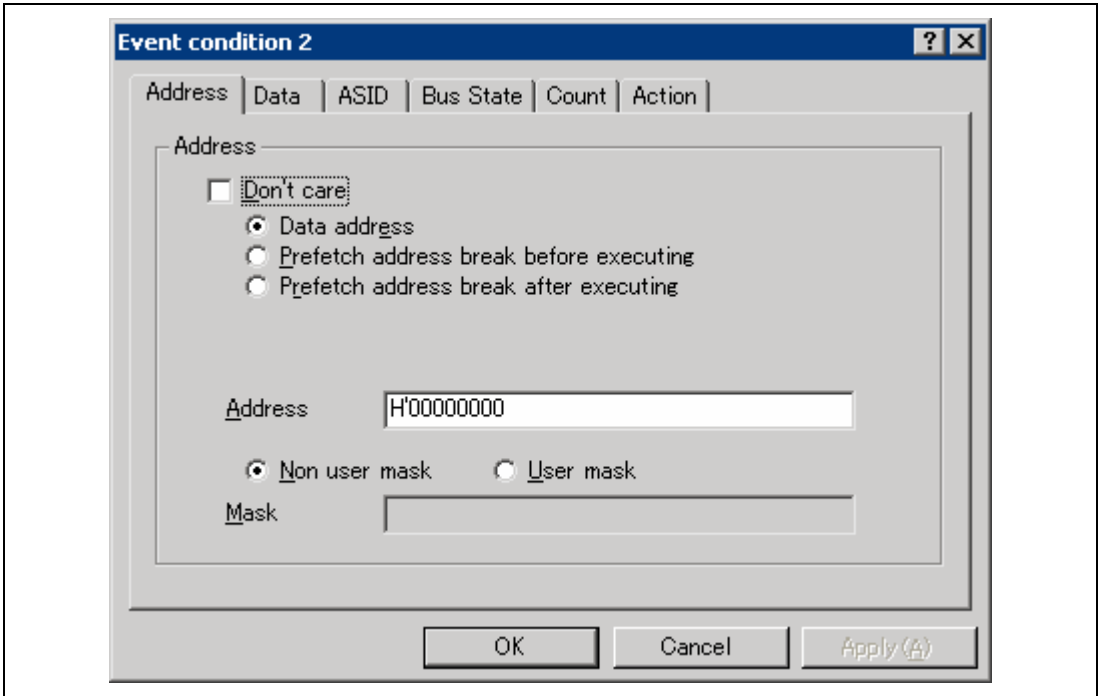 Event condition 2
Address Data ASID Bus State Count Action
Address
Don't care
Data address
Prefetch address break before executing
Prefetch address break after executing
Address H'00000000
Non user mask User mask
Mask
OK Cancel Apply(A)